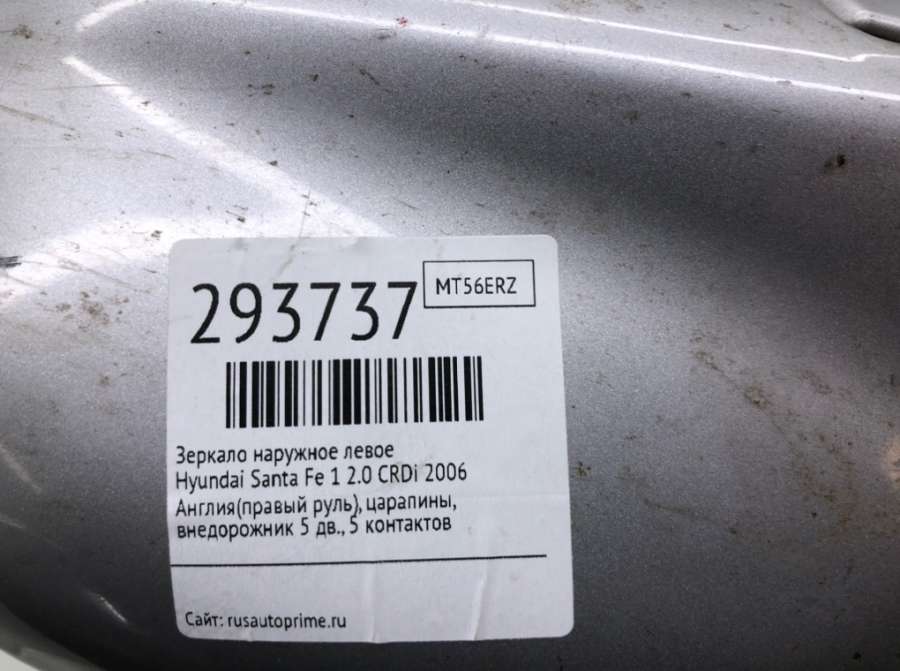 293737
MT56ERZ
Зеркало наружное левое
Hyundai Santa Fe 1 2.0 CRDi 2006
Англия(правый руль), царапины,
внедорожник 5 дв., 5 контактов
Сайт: rusautoprime.ru